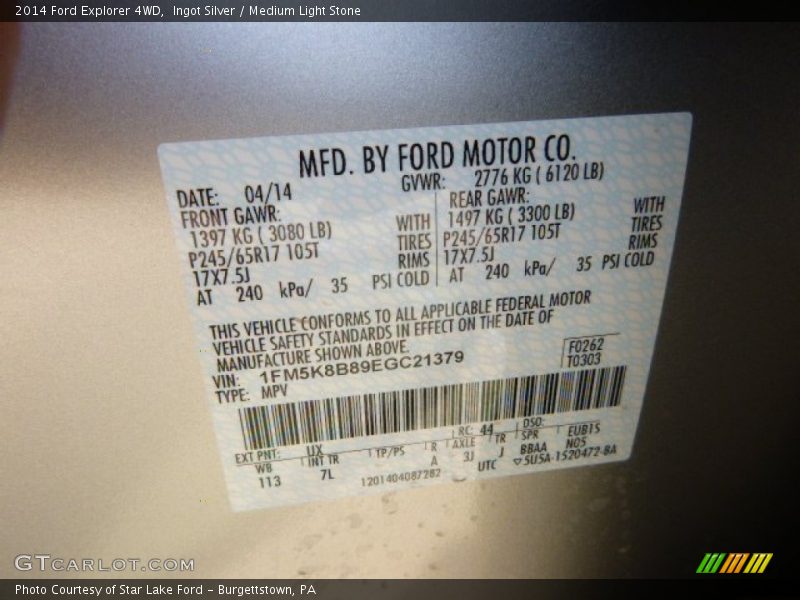 2014 Ford Explorer 4WD,  Ingot Silver / Medium Light Stone
MFD. BY FORD MOTOR CO.
DATE: 04/14 GVWR: 2776 KG ( 6120 LB)
FRONT GAWR: REAR GAWR:
1397 KG ( 3080 LB) WITH 1497 KG ( 3300 LB) WITH
P245/65R17 105T TIRES P245/65R17 105T TIRES
17X7.5J RIMS 17X7.5J RIMS
AT 240 kPa/ 35 PSI COLD AT 240 kPa/ 35 PSI COLD
THIS VEHICLE CONFORMS TO ALL APPLICABLE FEDERAL MOTOR
VEHICLE SAFETY STANDARDS IN EFFECT ON THE DATE OF
MANUFACTURE SHOWN ABOVE.
VIN: 1FM5K8B89EGC21379 F0262
TYPE: MPV T0303
EXT PNT: UX RC: 44 DSO:
WB INT TR TP/PS R AXLE TR SPR EUB1S
113 7L A 3J J BBAA N05
1201404087282 UTC ▽5U5A-1520472-BA
GTCARLOT.COM
Photo Courtesy of Star Lake Ford - Burgettstown, PA